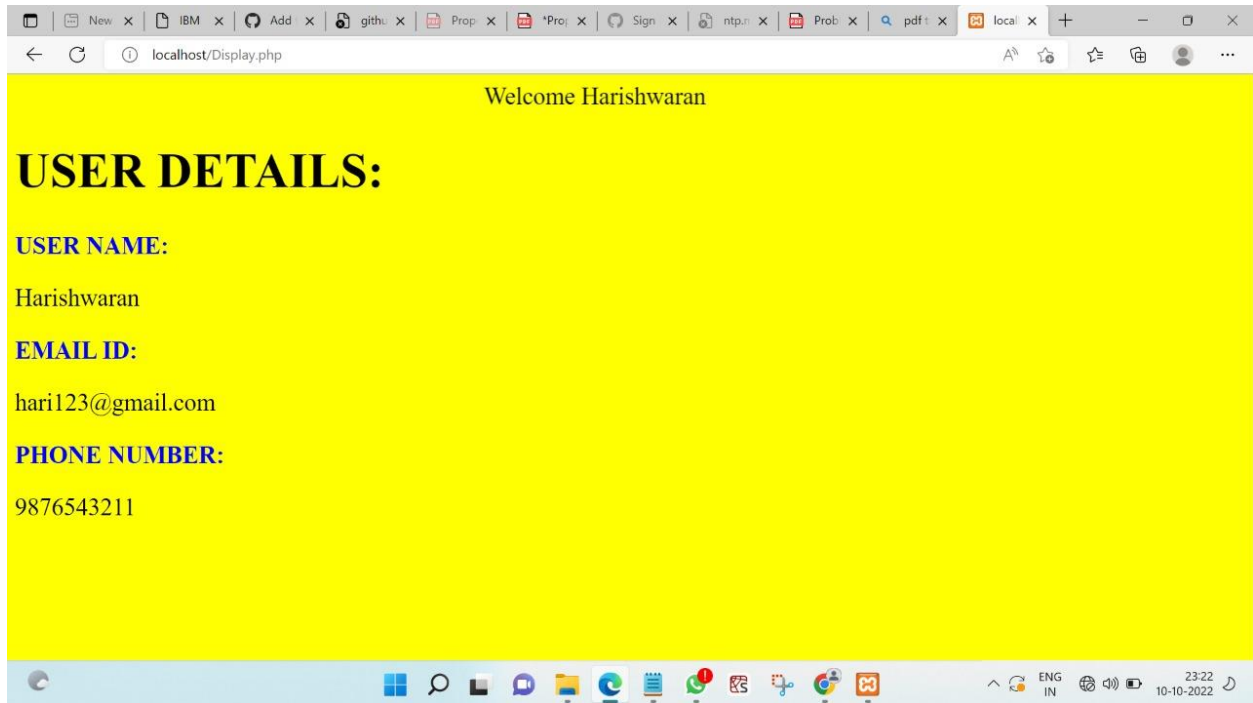 New IBM Add githu Prop *Proj Sign ntp.n Prob pdf t local
localhost/Display.php
Welcome Harishwaran
USER DETAILS:
USER NAME:
Harishwaran
EMAIL ID:
hari123@gmail.com
PHONE NUMBER:
9876543211
ENG 23:22
IN 10-10-2022